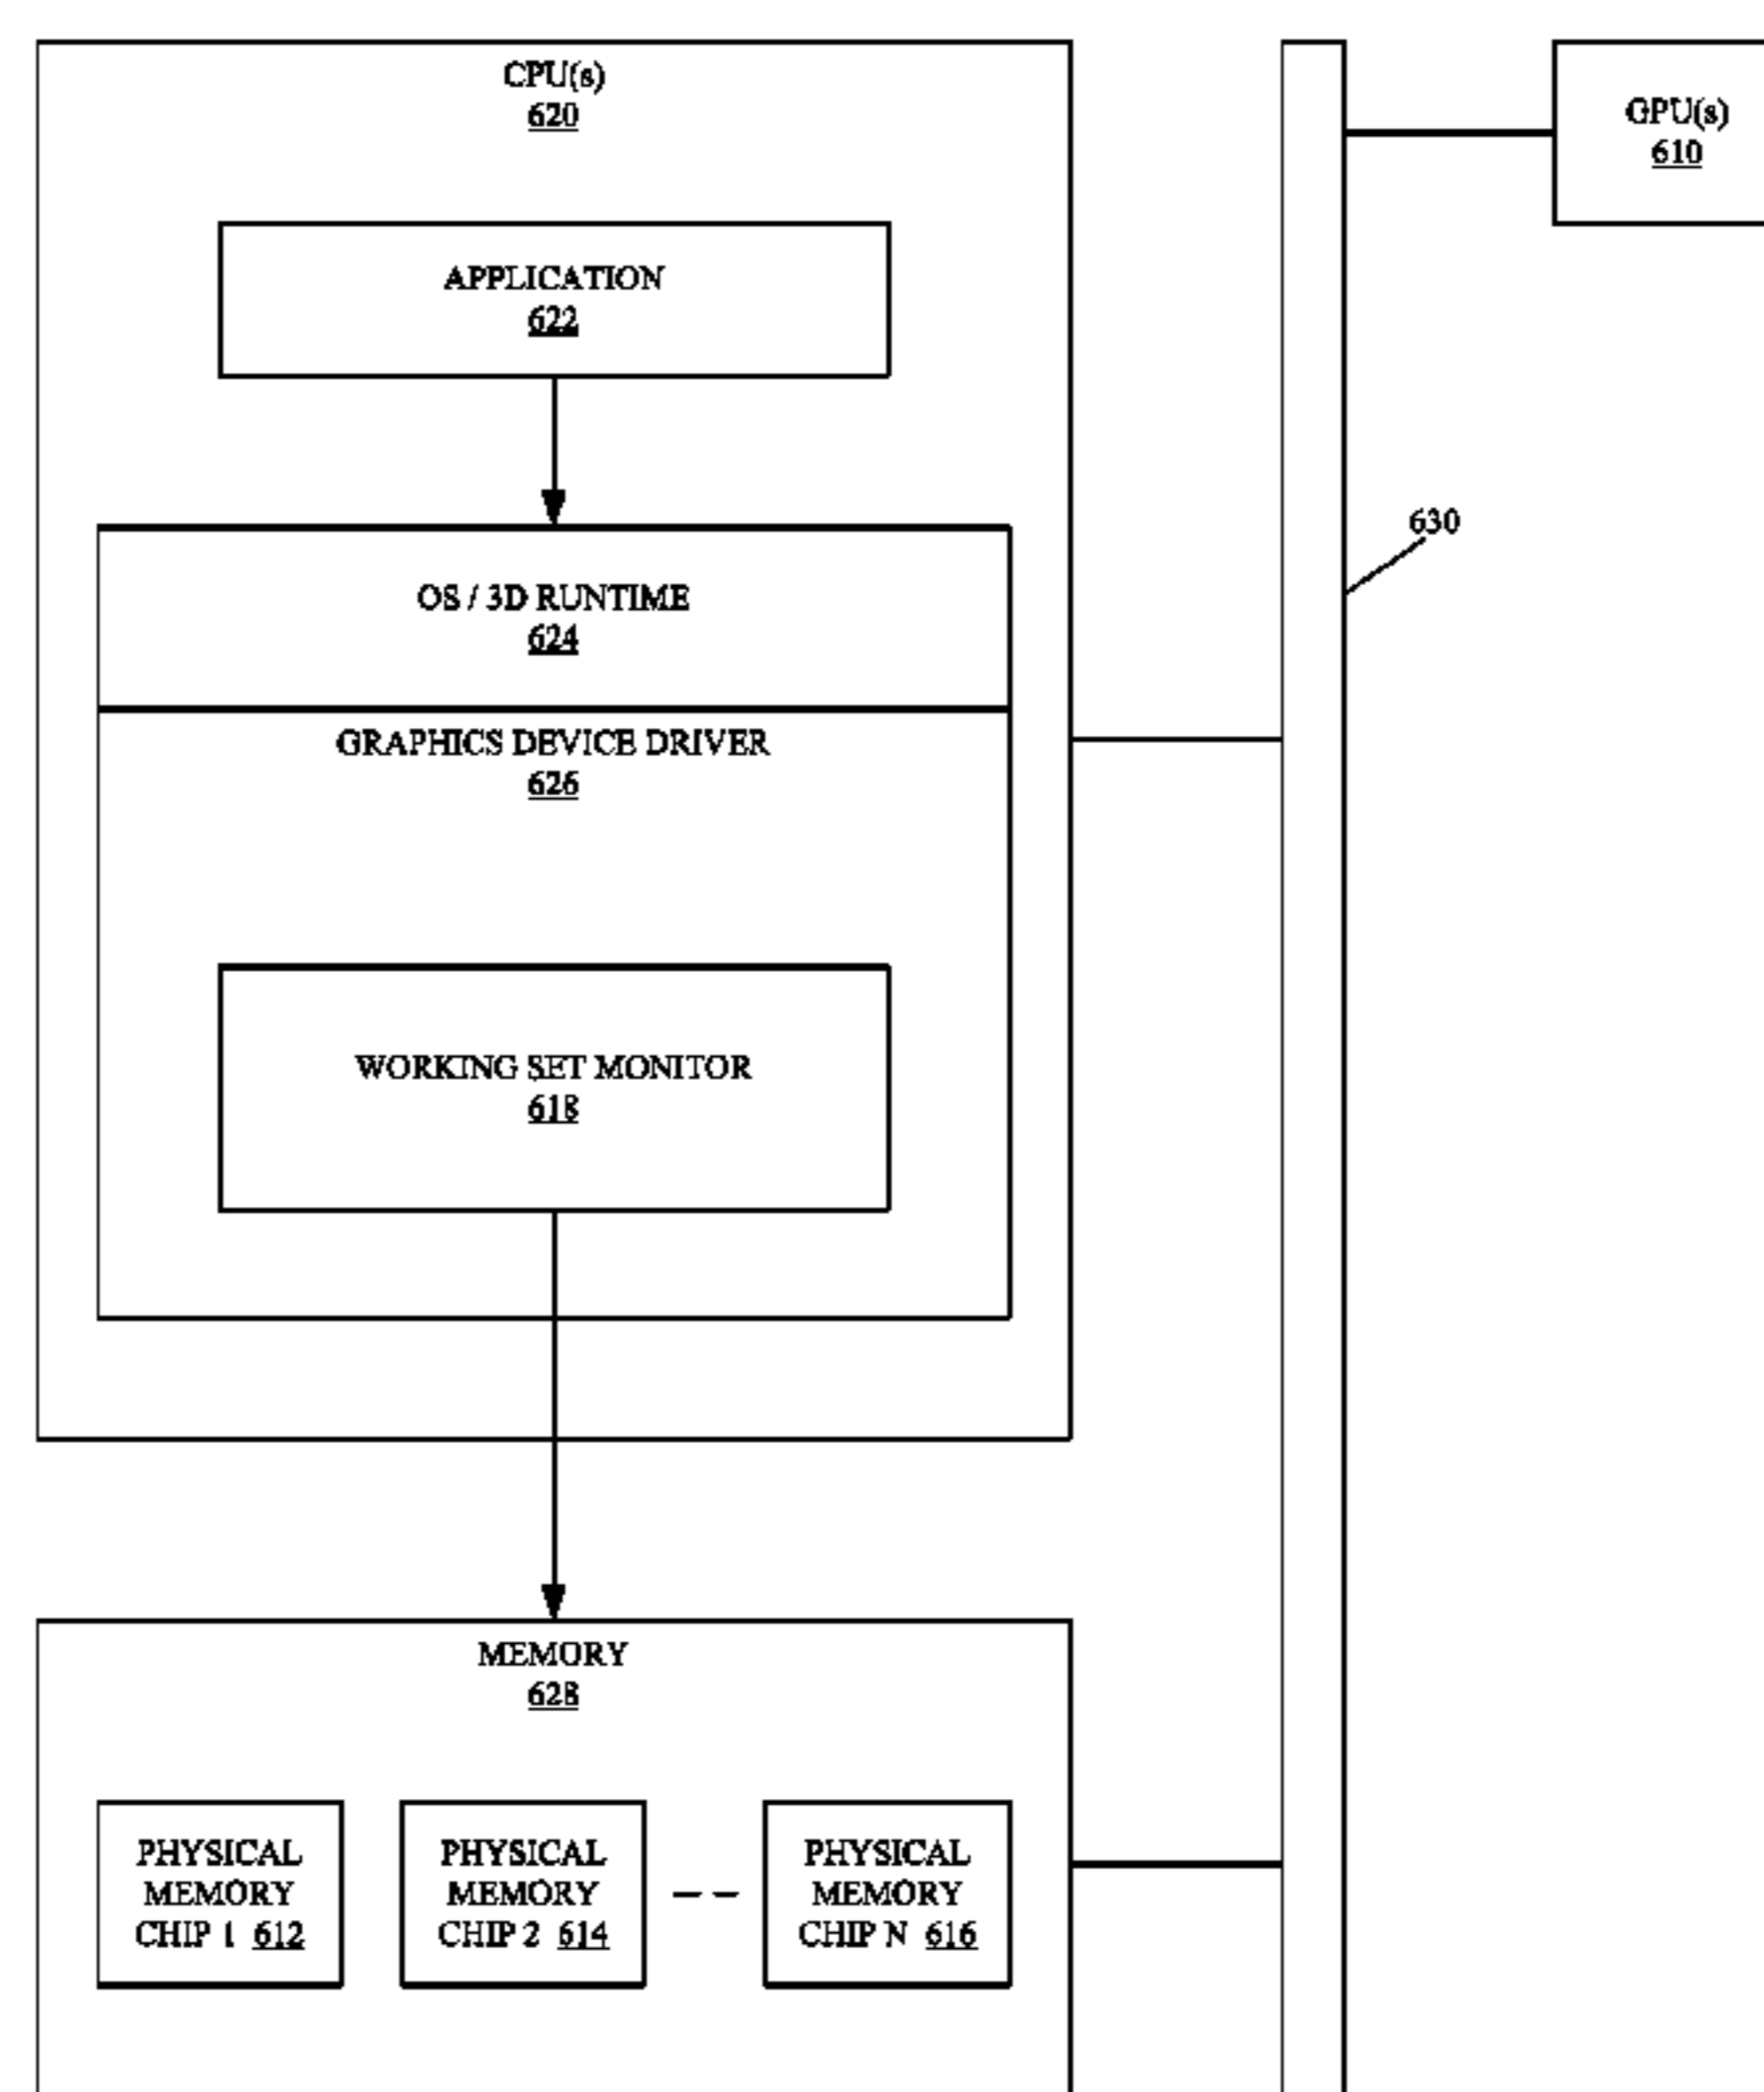 CPU(s)
620
GPU(s)
610
APPLICATION
622
630
OS / 3D RUNTIME
624
GRAPHICS DEVICE DRIVER
626
WORKING SET MONITOR
618
MEMORY
628
PHYSICAL
MEMORY
CHIP 1 612
PHYSICAL
MEMORY
CHIP 2 614
PHYSICAL
MEMORY
CHIP N 616